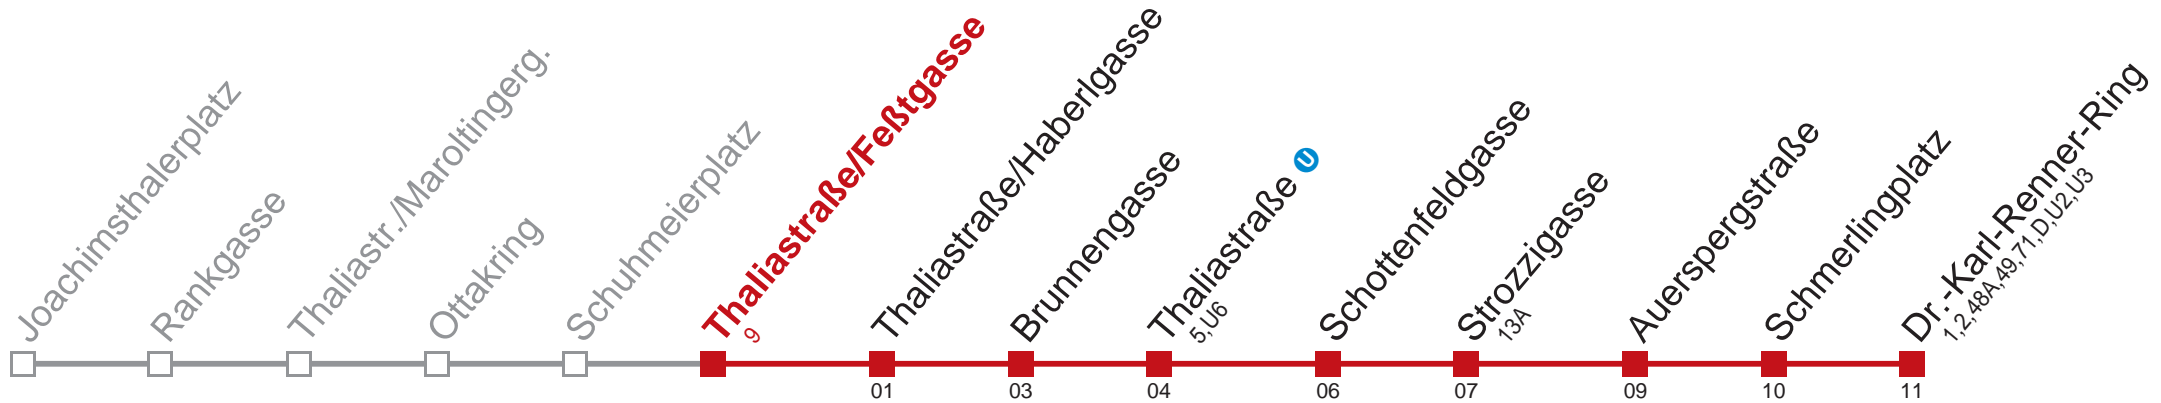 Joachimsthalerplatz
Rankgasse
Thaliastr./Maroltingerg.
Ottakring
Schuhmeierplatz
Thaliastraße/Feßtgasse
9
Thaliastraße/Haberlgasse
Brunnengasse
Thaliastraße U
5,U6
Schottenfeldgasse
Strozzigasse
13A
Auerspergstraße
Schmerlingplatz
Dr.-Karl-Renner-Ring
1,2,48A,49,71,D,U2,U3
01 03 04 06 07 09 10 11